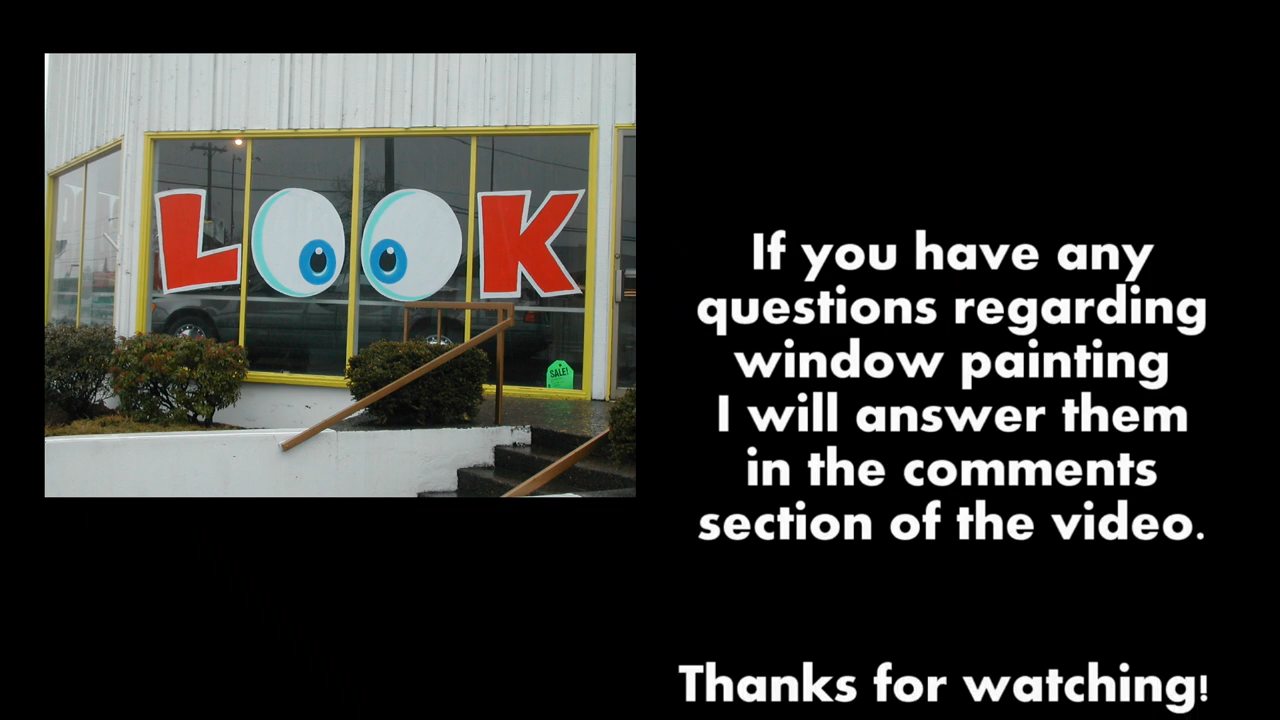 LOOK
SALE!
If you have any
questions regarding
window painting
I will answer them
in the comments
section of the video.
Thanks for watching!